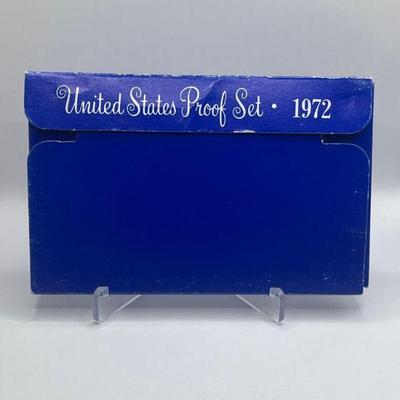 United States Proof Set • 1972